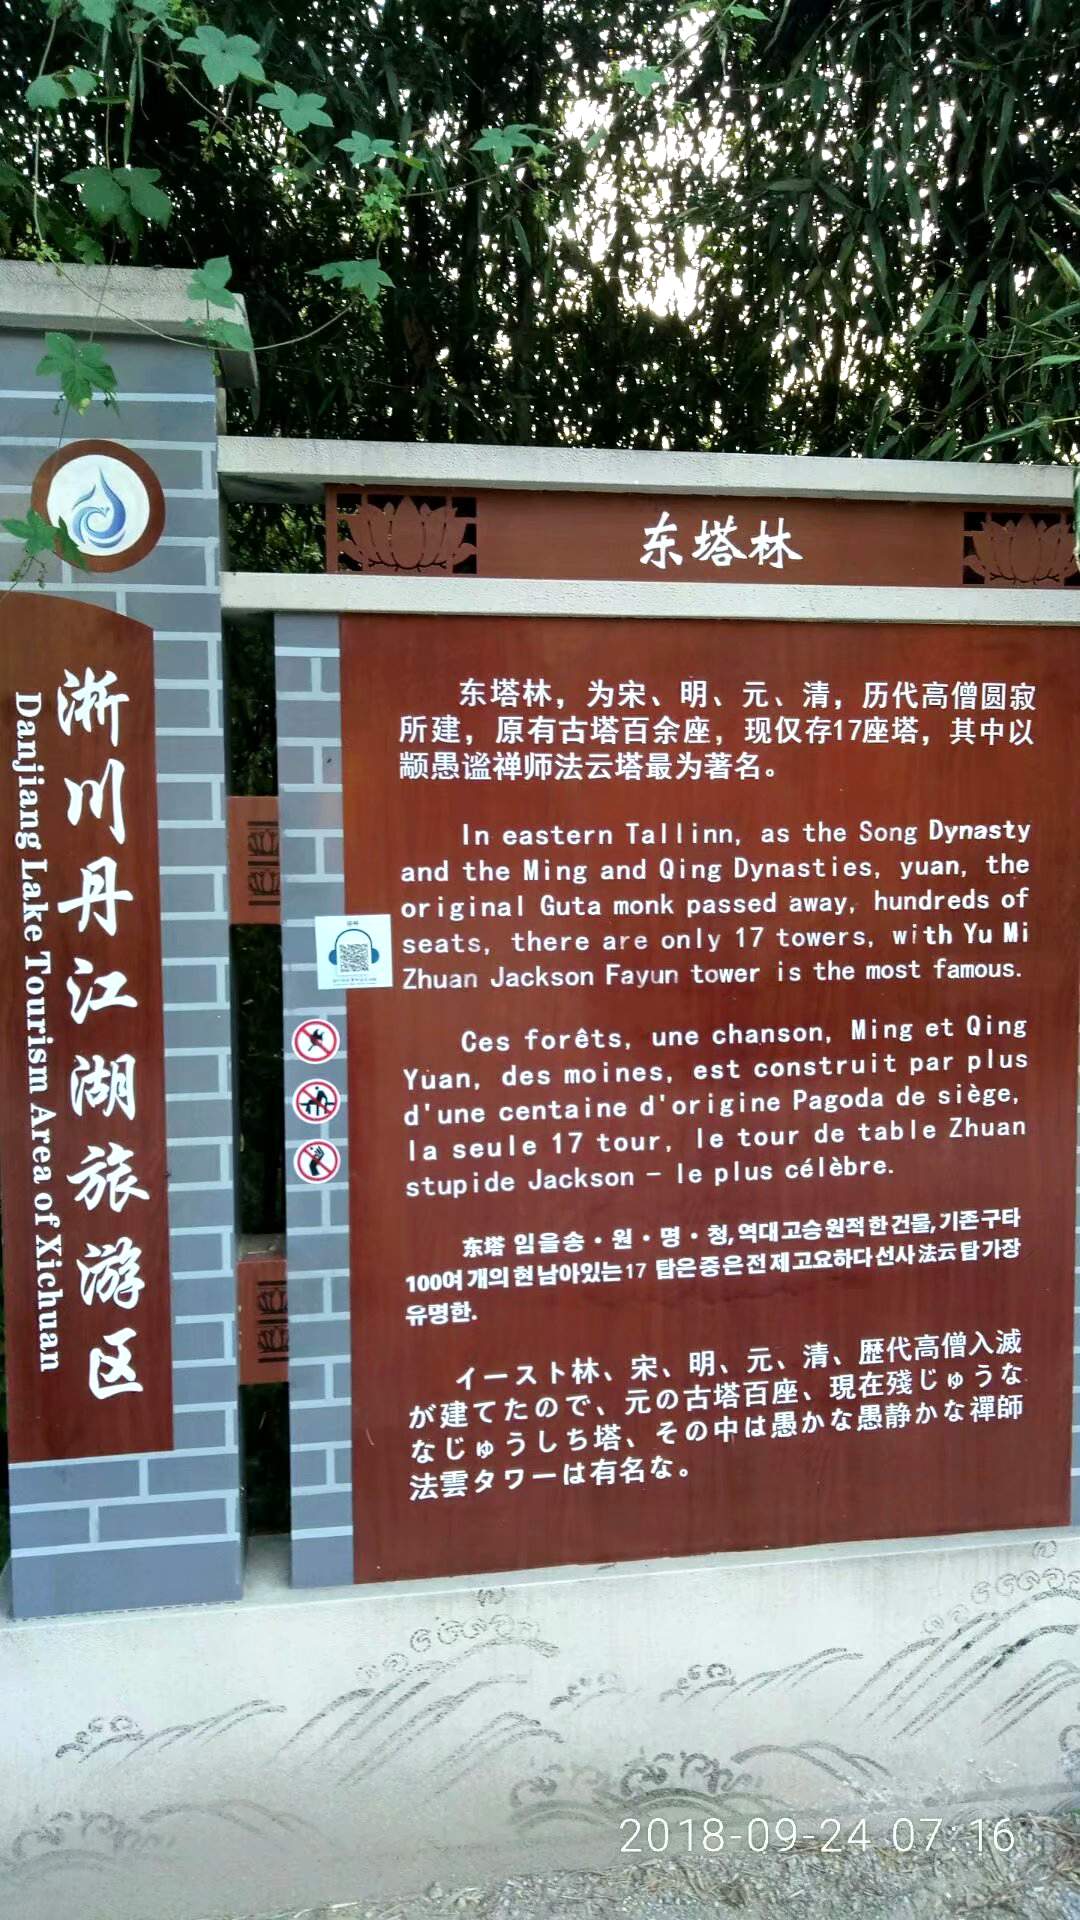 淅川丹江湖旅游区
Danjiang Lake Tourism Area of Xichuan
东塔林
东塔林，为宋、明、元、清，历代高僧圆寂
所建，原有古塔百余座，现仅存17座塔，其中以
颛愚谧禅师法云塔最为著名。
In eastern Tallinn, as the Song Dynasty
and the Ming and Qing Dynasties, yuan, the
original Guta monk passed away, hundreds of
seats, there are only 17 towers, with Yu Mi
Zhuan Jackson Fayun tower is the most famous.
Ces forêts, une chanson, Ming et Qing
Yuan, des moines, est construit par plus
d'une centaine d'origine Pagoda de siège,
la seule 17 tour, le tour de table Zhuan
stupide Jackson – le plus célèbre.
东塔 임을송·원·명·청,역대고승원적한건물,기존구타
100여개의현남아있는17 탑은중은전제고요하다선사法云탑가장
유명한.
イースト林、宋、明、元、清、歴代高僧入滅
が建てたので、元の古塔百座、現在殘じゅうな
なじゅうしち塔、その中は愚かな愚静かな禪師
法雲タワーは有名な。
2018-09-24 07:16